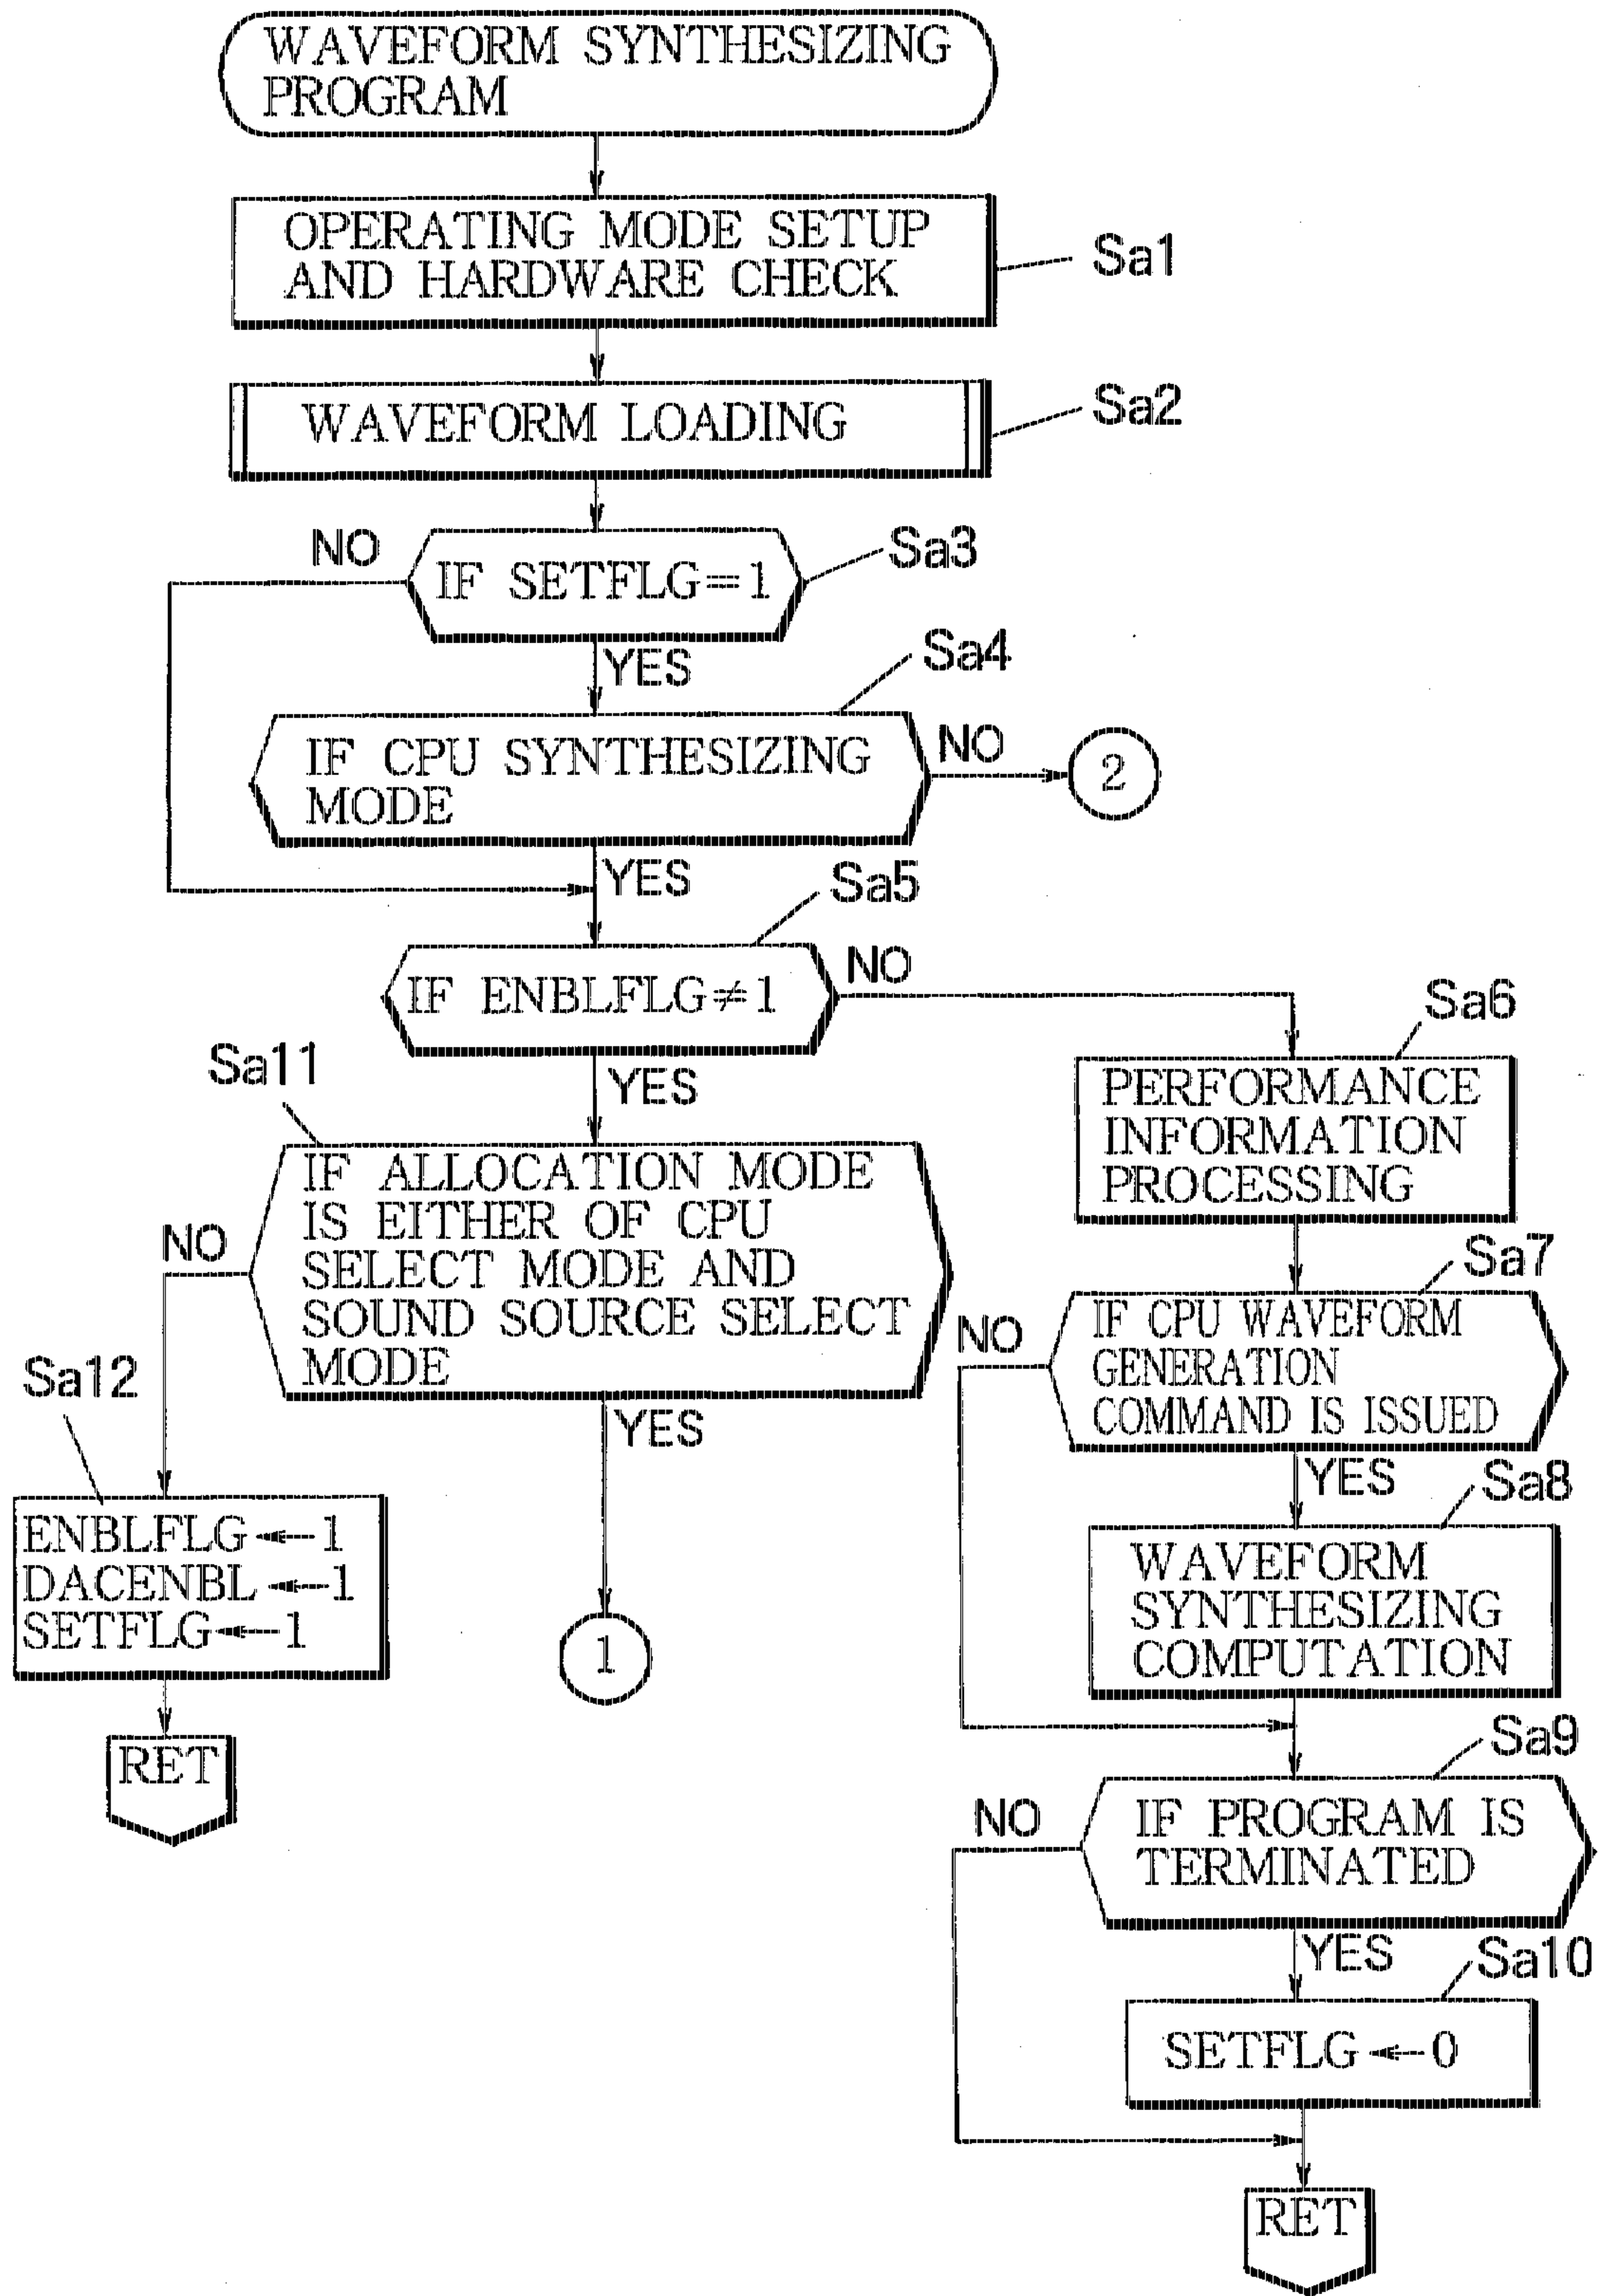 WAVEFORM SYNTHESIZING
PROGRAM
OPERATING MODE SETUP
AND HARDWARE CHECK
Sa1
WAVEFORM LOADING
Sa2
NO
IF SETFLG=1
Sa3
YES
Sa4
IF CPU SYNTHESIZING
MODE
NO
2
YES
Sa5
IF ENBLFLG≠1
NO
YES
Sa6
PERFORMANCE
INFORMATION
PROCESSING
Sa11
IF ALLOCATION MODE
IS EITHER OF CPU
SELECT MODE AND
SOUND SOURCE SELECT
MODE
NO
YES
1
Sa12
ENBLFLG←1
DACENBL←1
SETFLG←1
RET
Sa7
IF CPU WAVEFORM
GENERATION
COMMAND IS ISSUED
NO
YES
Sa8
WAVEFORM
SYNTHESIZING
COMPUTATION
Sa9
IF PROGRAM IS
TERMINATED
NO
YES
Sa10
SETFLG←0
RET